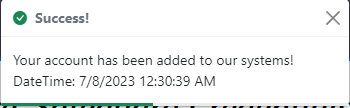 Success!
Your account has been added to our systems!
DateTime: 7/8/2023 12:30:39 AM